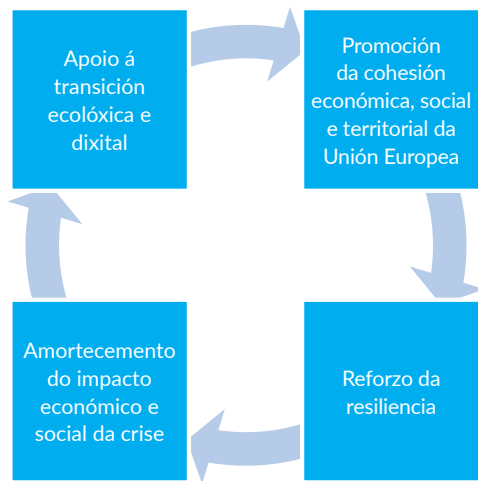 Apoio á
transición
ecolóxica e
dixital
Promoción
da cohesión
económica, social
e territorial da
Unión Europea
Amortecemento
do impacto
económico e
social da crise
Reforzo da
resiliencia